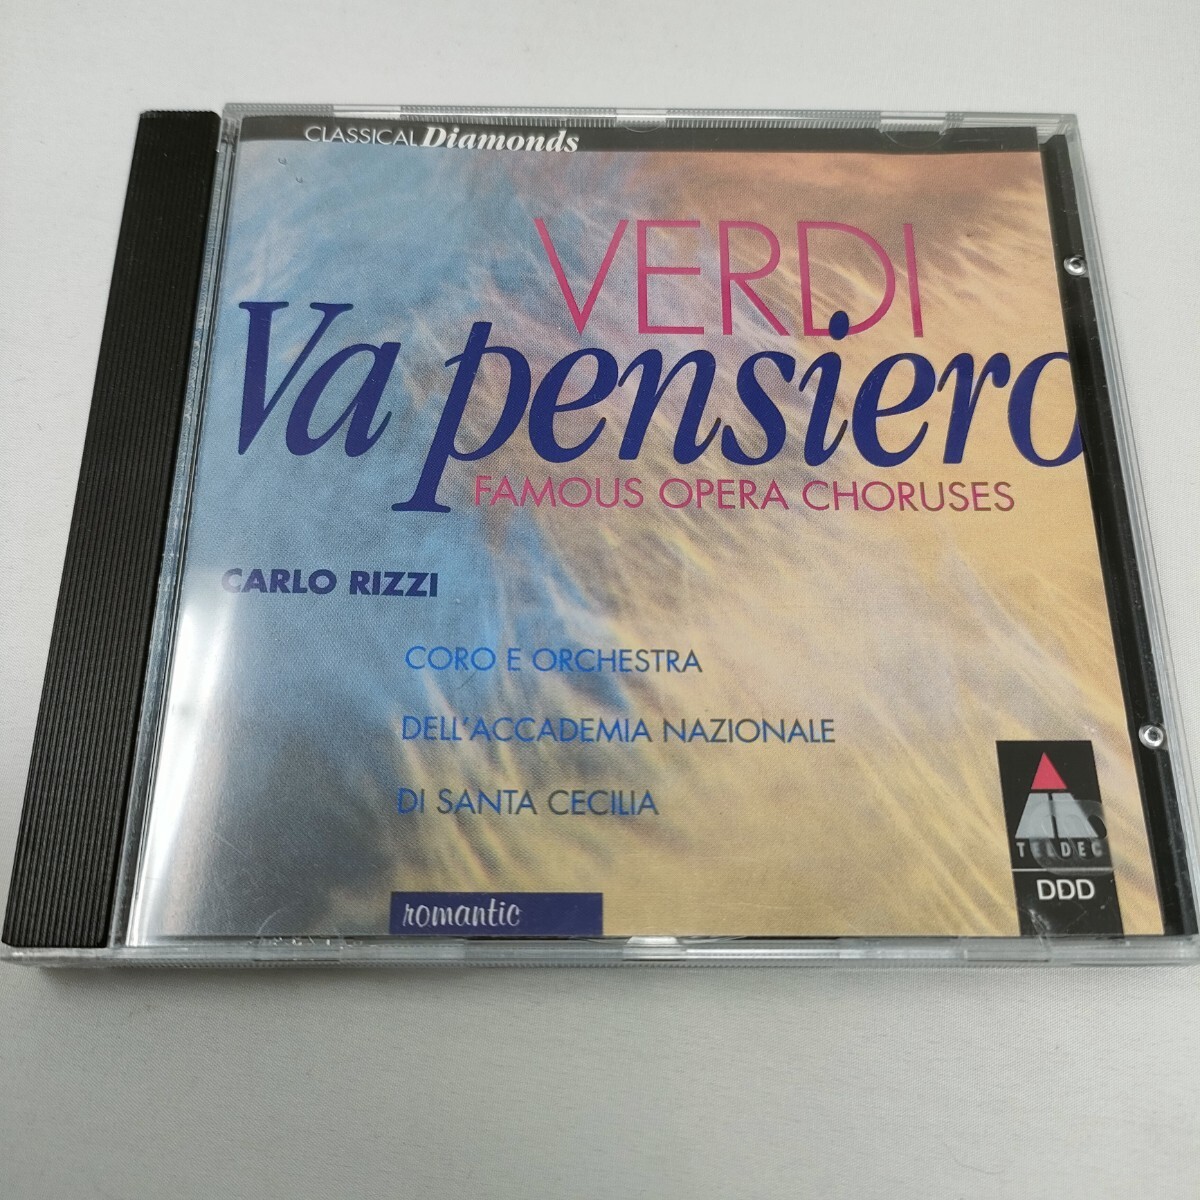 CLASSICAL Diamonds
VERDI
Va pensiero
FAMOUS OPERA CHORUSES
CARLO RIZZI
CORO E ORCHESTRA
DELL'ACCADEMIA NAZIONALE
DI SANTA CECILIA
TELDEC
DDD
romantic